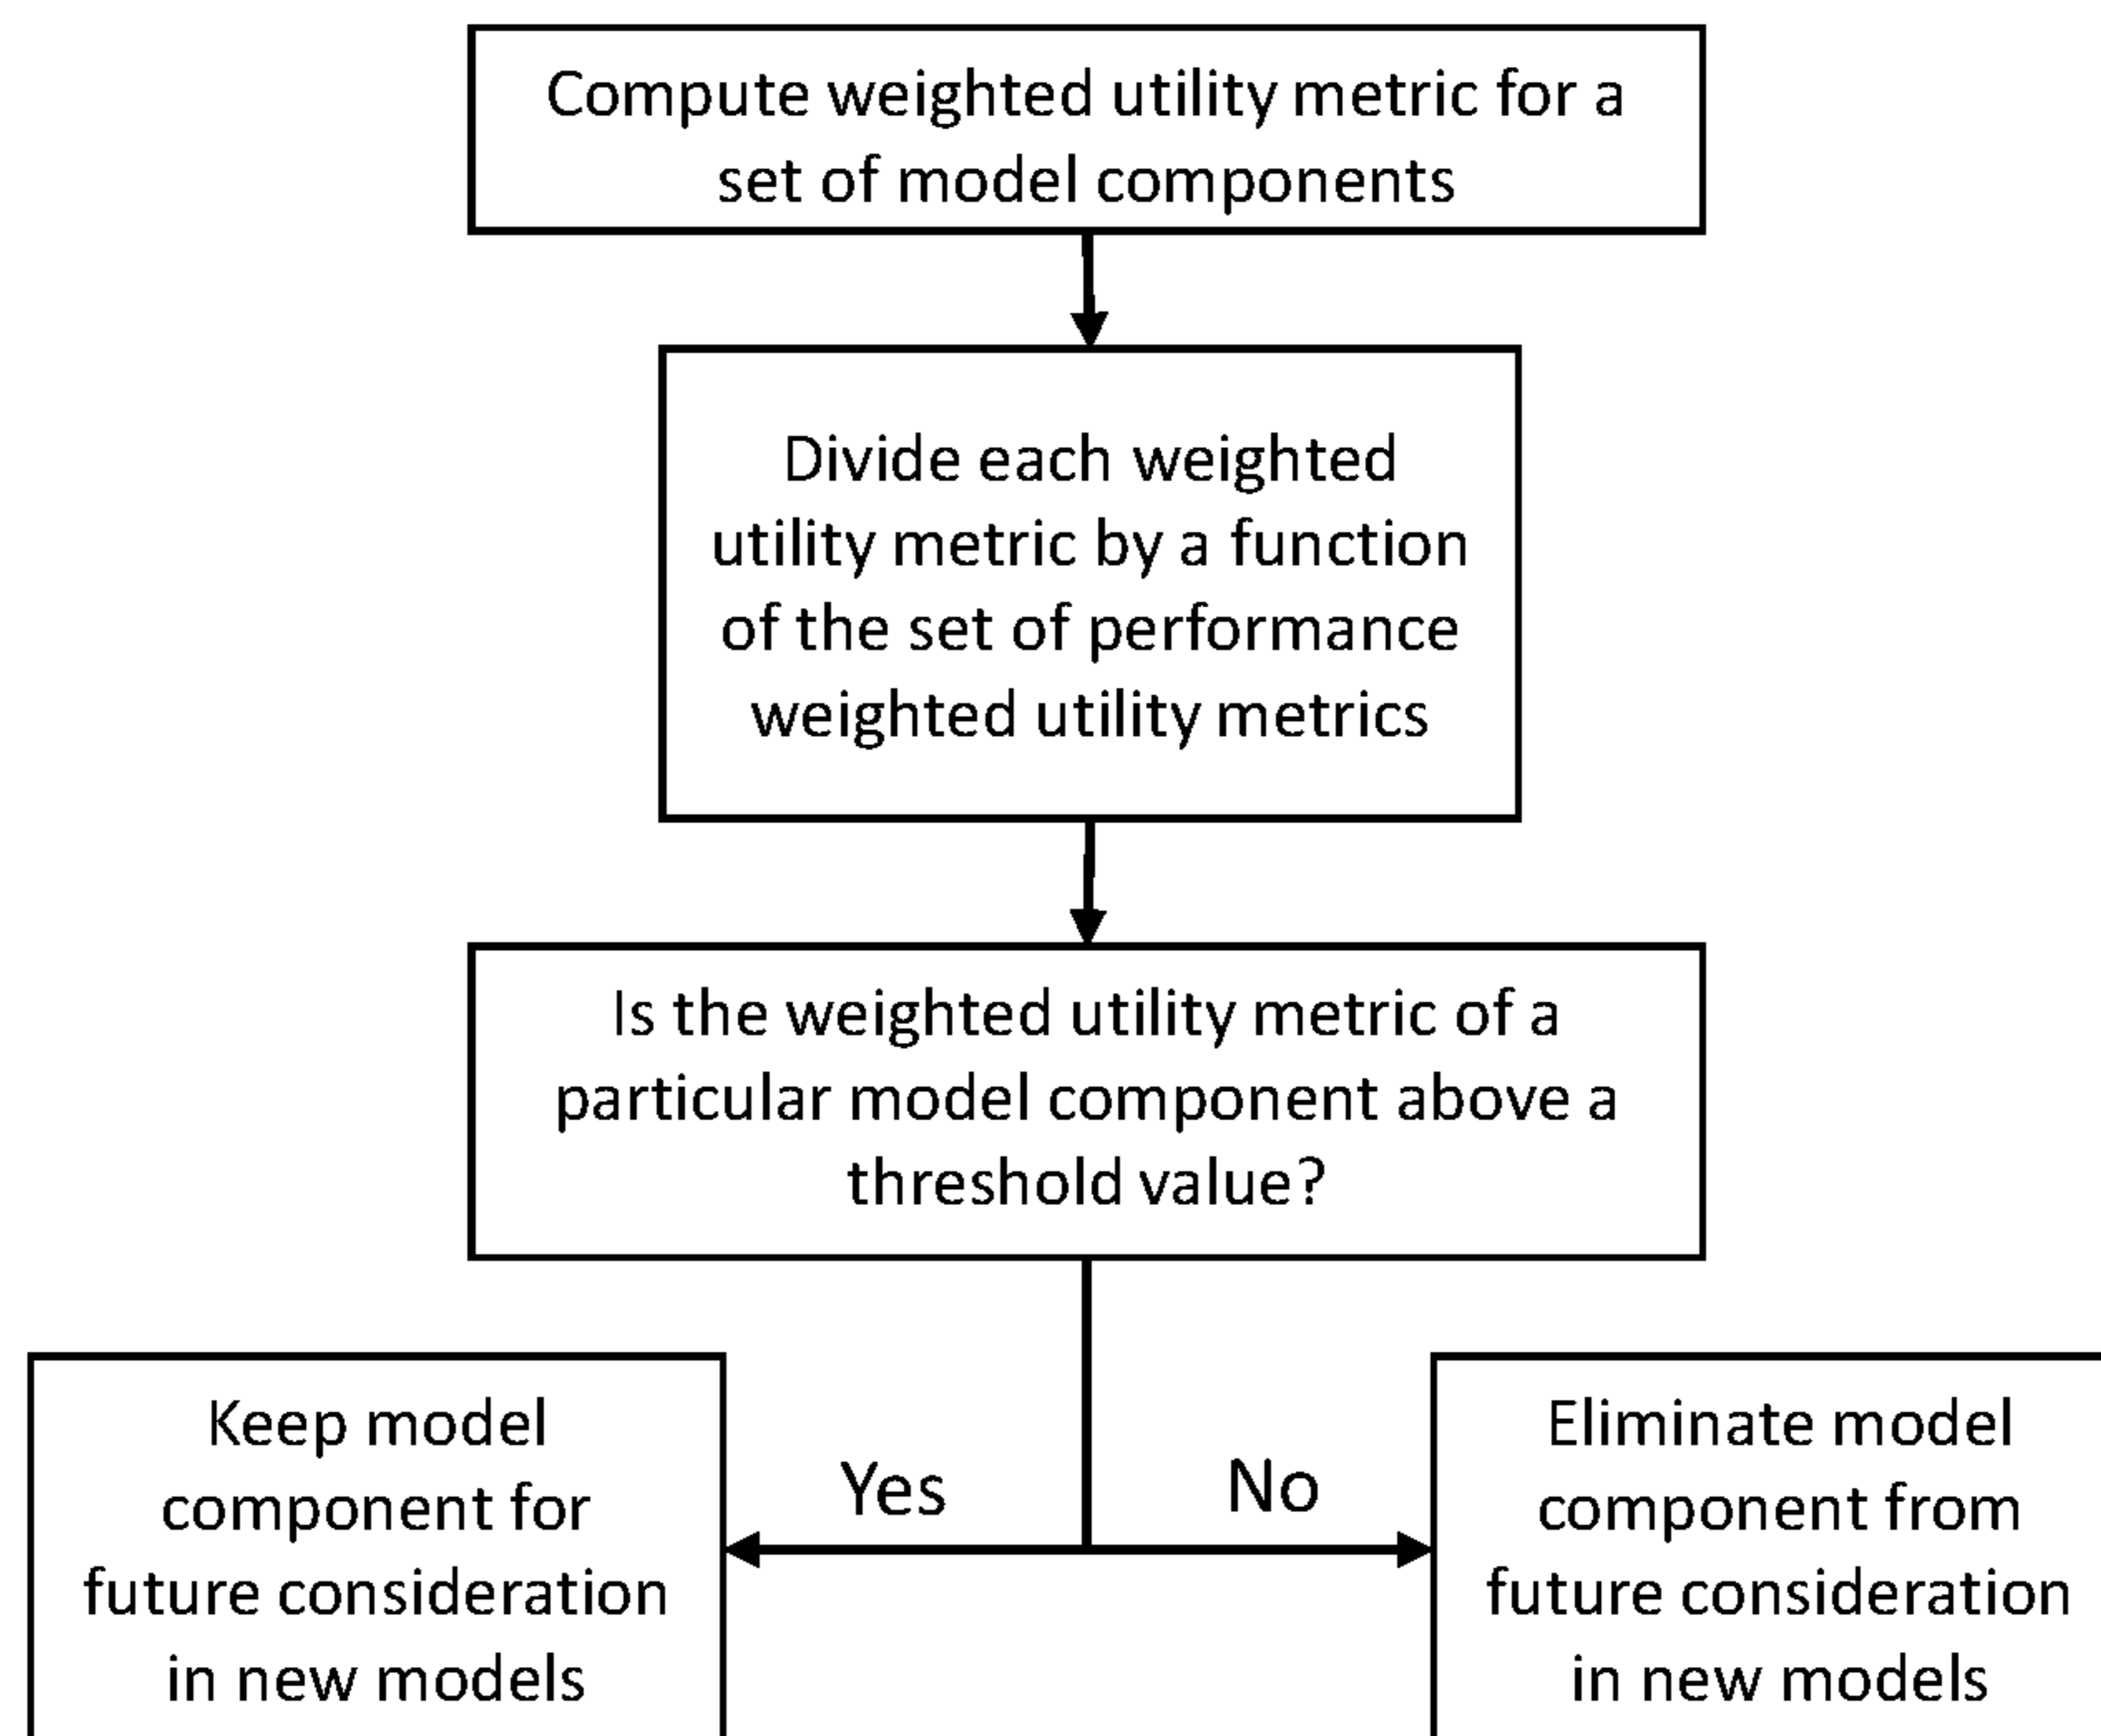 Compute weighted utility metric for a
set of model components
Divide each weighted
utility metric by a function
of the set of performance
weighted utility metrics
Is the weighted utility metric of a
particular model component above a
threshold value?
Yes
No
Keep model
component for
future consideration
in new models
Eliminate model
component from
future consideration
in new models